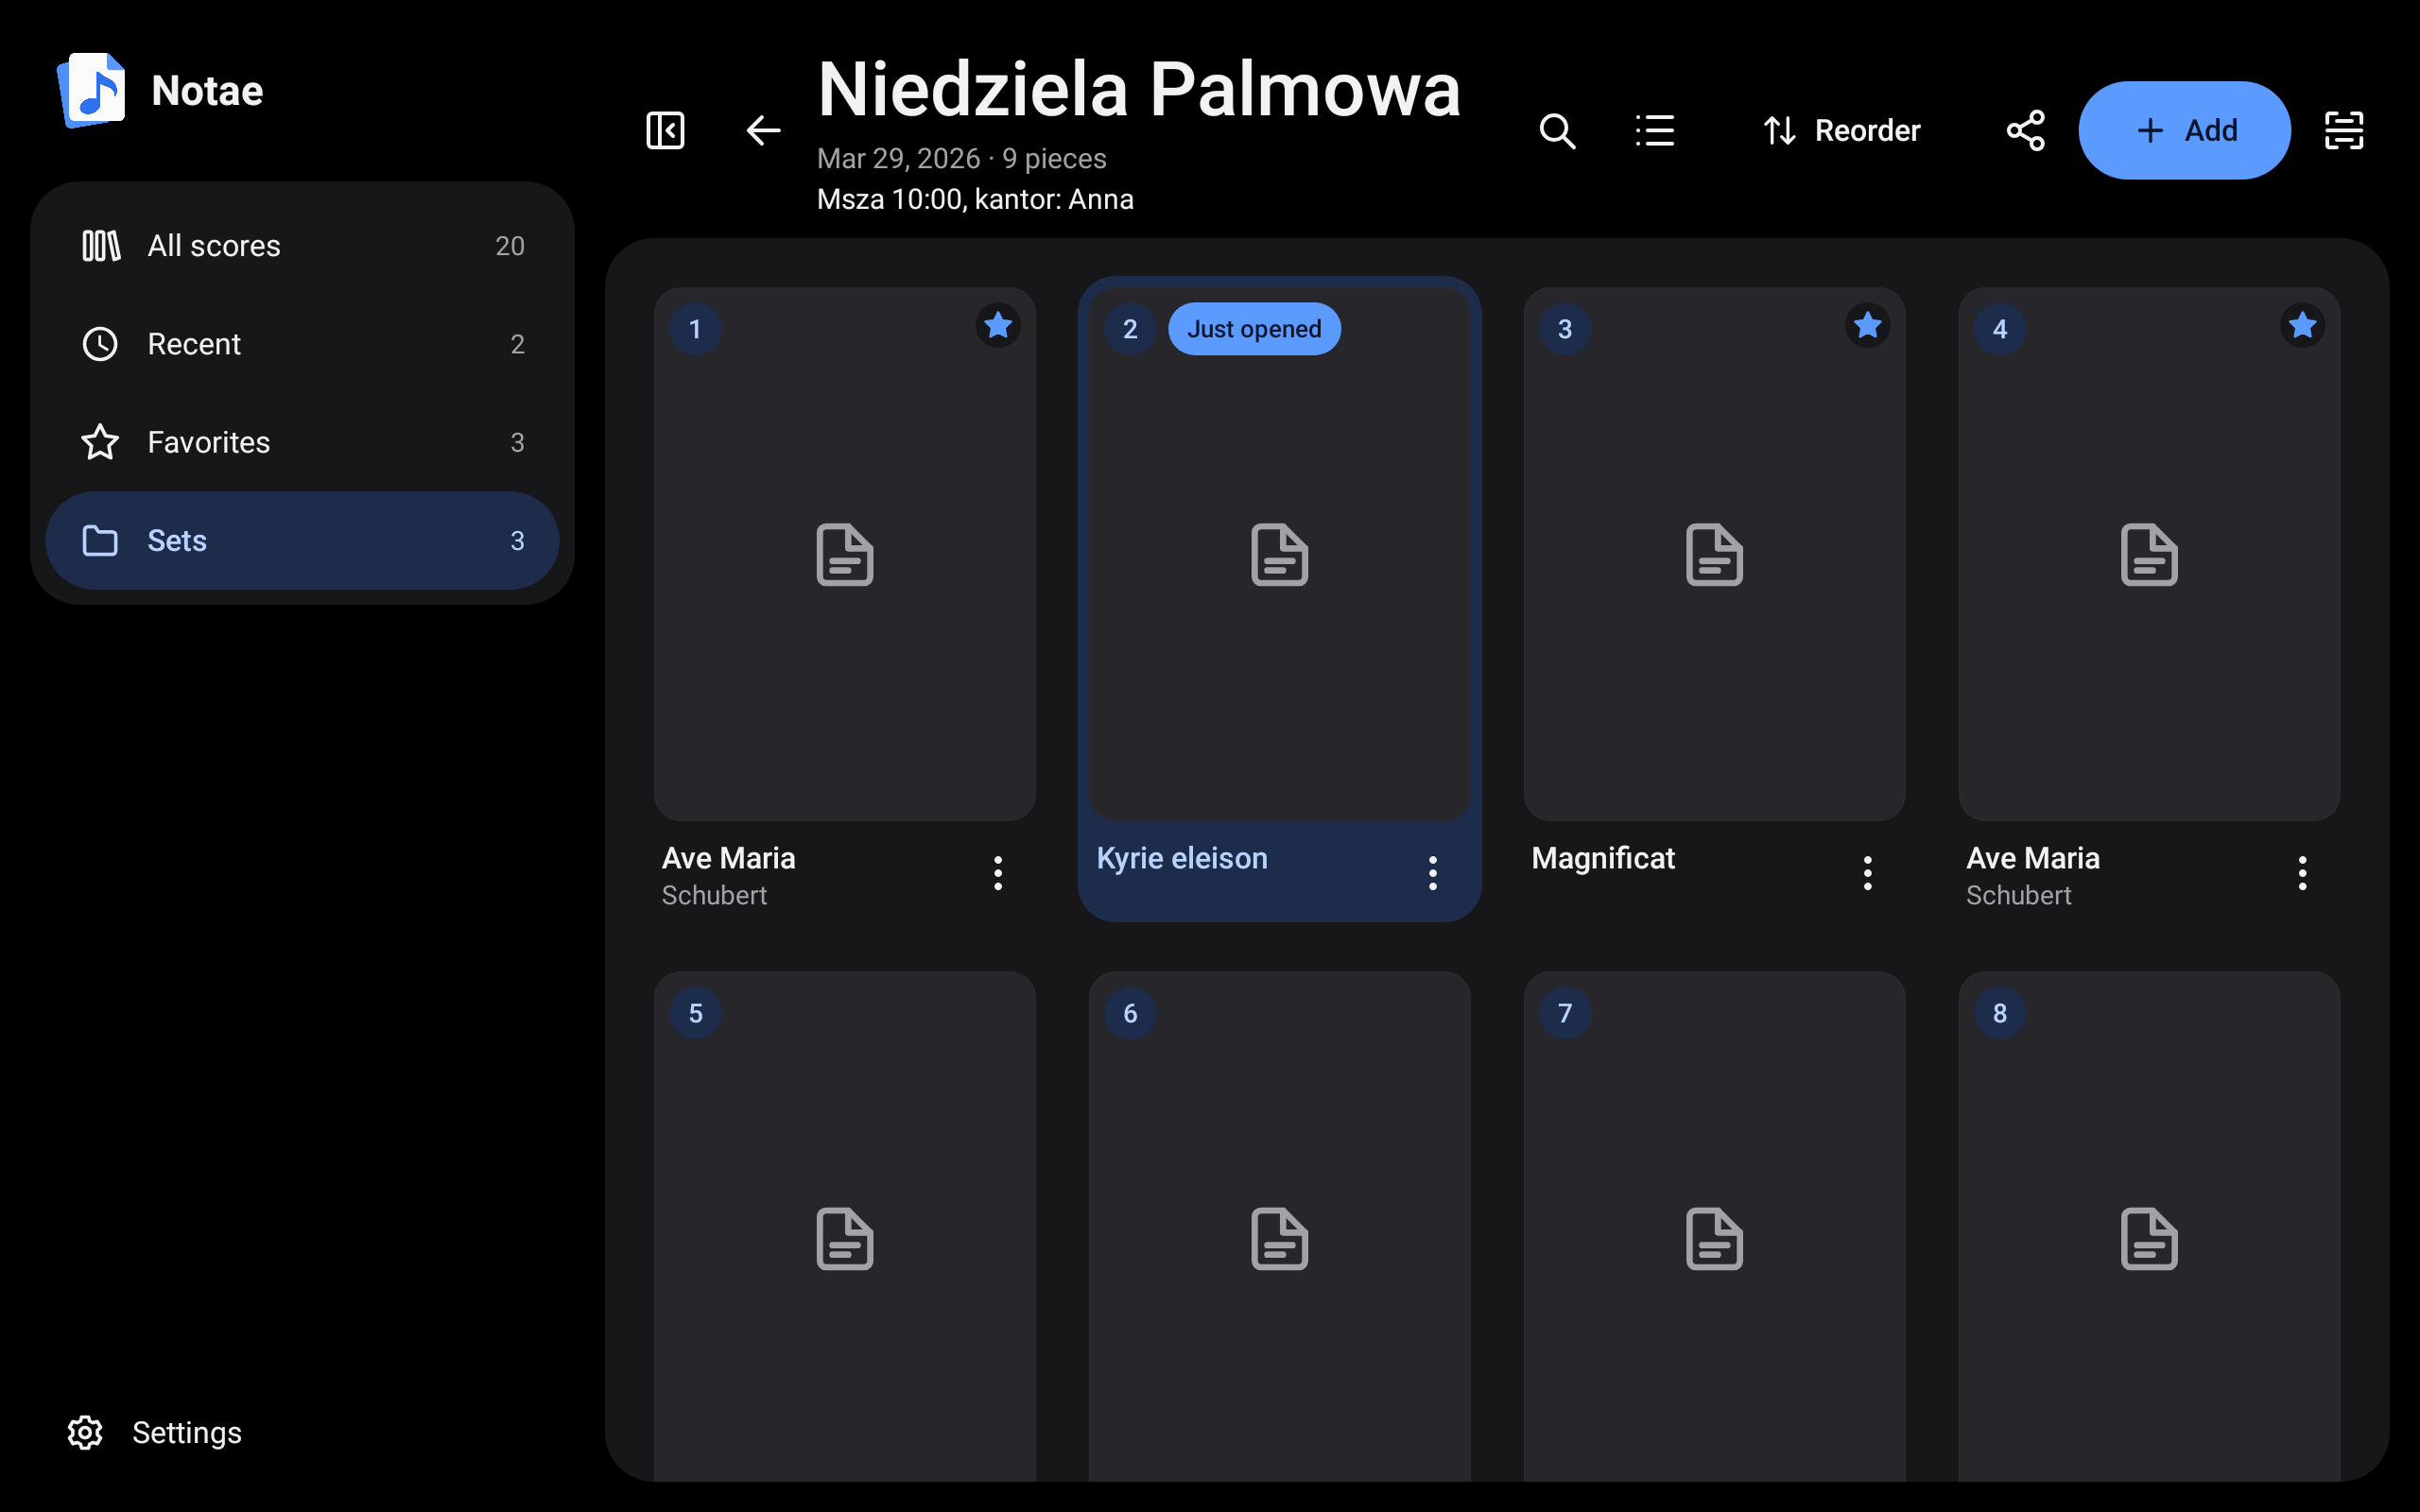 Notae
All scores 20
Recent 2
Favorites 3
Sets 3
Settings
Niedziela Palmowa
Mar 29, 2026 · 9 pieces
Msza 10:00, kantor: Anna
Reorder
Add
1
2 Just opened
3
4
Ave Maria
Schubert
Kyrie eleison
Magnificat
Ave Maria
Schubert
5
6
7
8